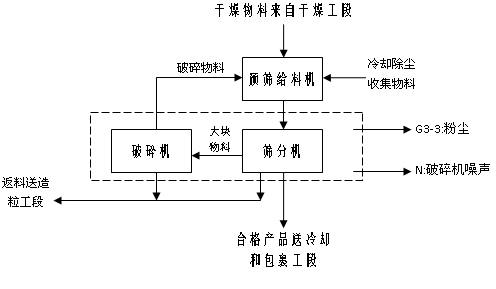 干燥物料来自干燥工段
破碎物料
预筛给料机
冷却除尘
收集物料
大块
物料
破碎机
筛分机
G3-3:粉尘
N:破碎机噪声
返料送造
粒工段
合格产品送冷却
和包裹工段